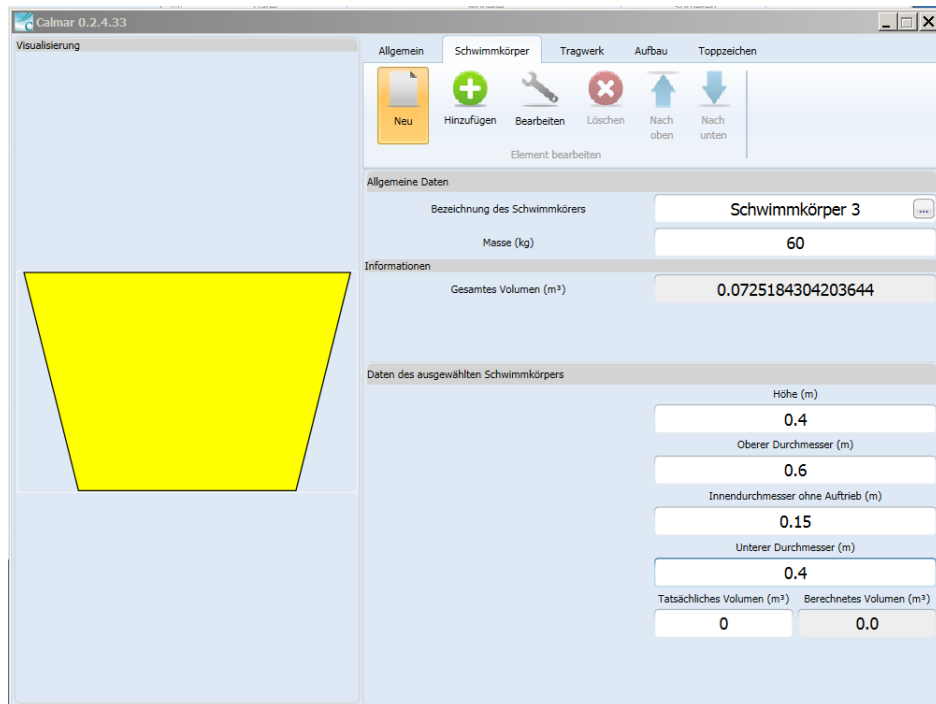 Calmar 0.2.4.33
Visualisierung
Allgemein Schwimmkörper Tragwerk Aufbau Toppzeichen
Neu Hinzufügen Bearbeiten Löschen Nach oben Nach unten
Element bearbeiten
Allgemeine Daten
Bezeichnung des Schwimmkörers Schwimmkörper 3 ...
Masse (kg) 60
Informationen
Gesamtes Volumen (m³) 0.0725184304203644
Daten des ausgewählten Schwimmkörpers
Höhe (m)
0.4
Oberer Durchmesser (m)
0.6
Innendurchmesser ohne Auftrieb (m)
0.15
Unterer Durchmesser (m)
0.4
Tatsächliches Volumen (m³) Berechnetes Volumen (m³)
0 0.0